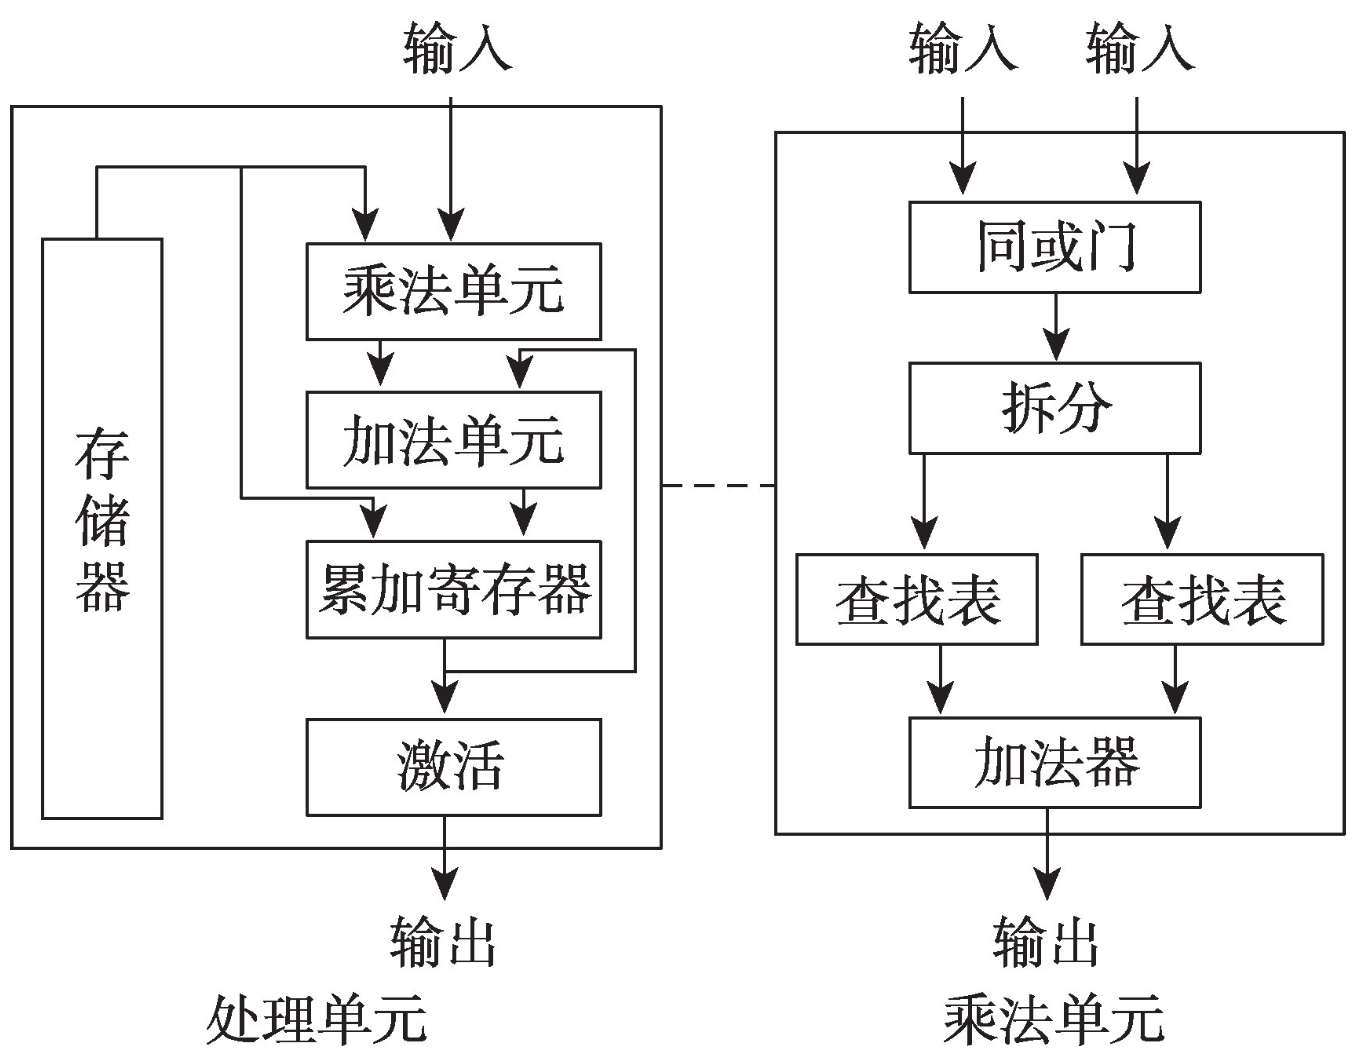 输入
存储器
乘法单元
加法单元
累加寄存器
激活
输出
处理单元
输入 输入
同或门
拆分
查找表 查找表
加法器
输出
乘法单元